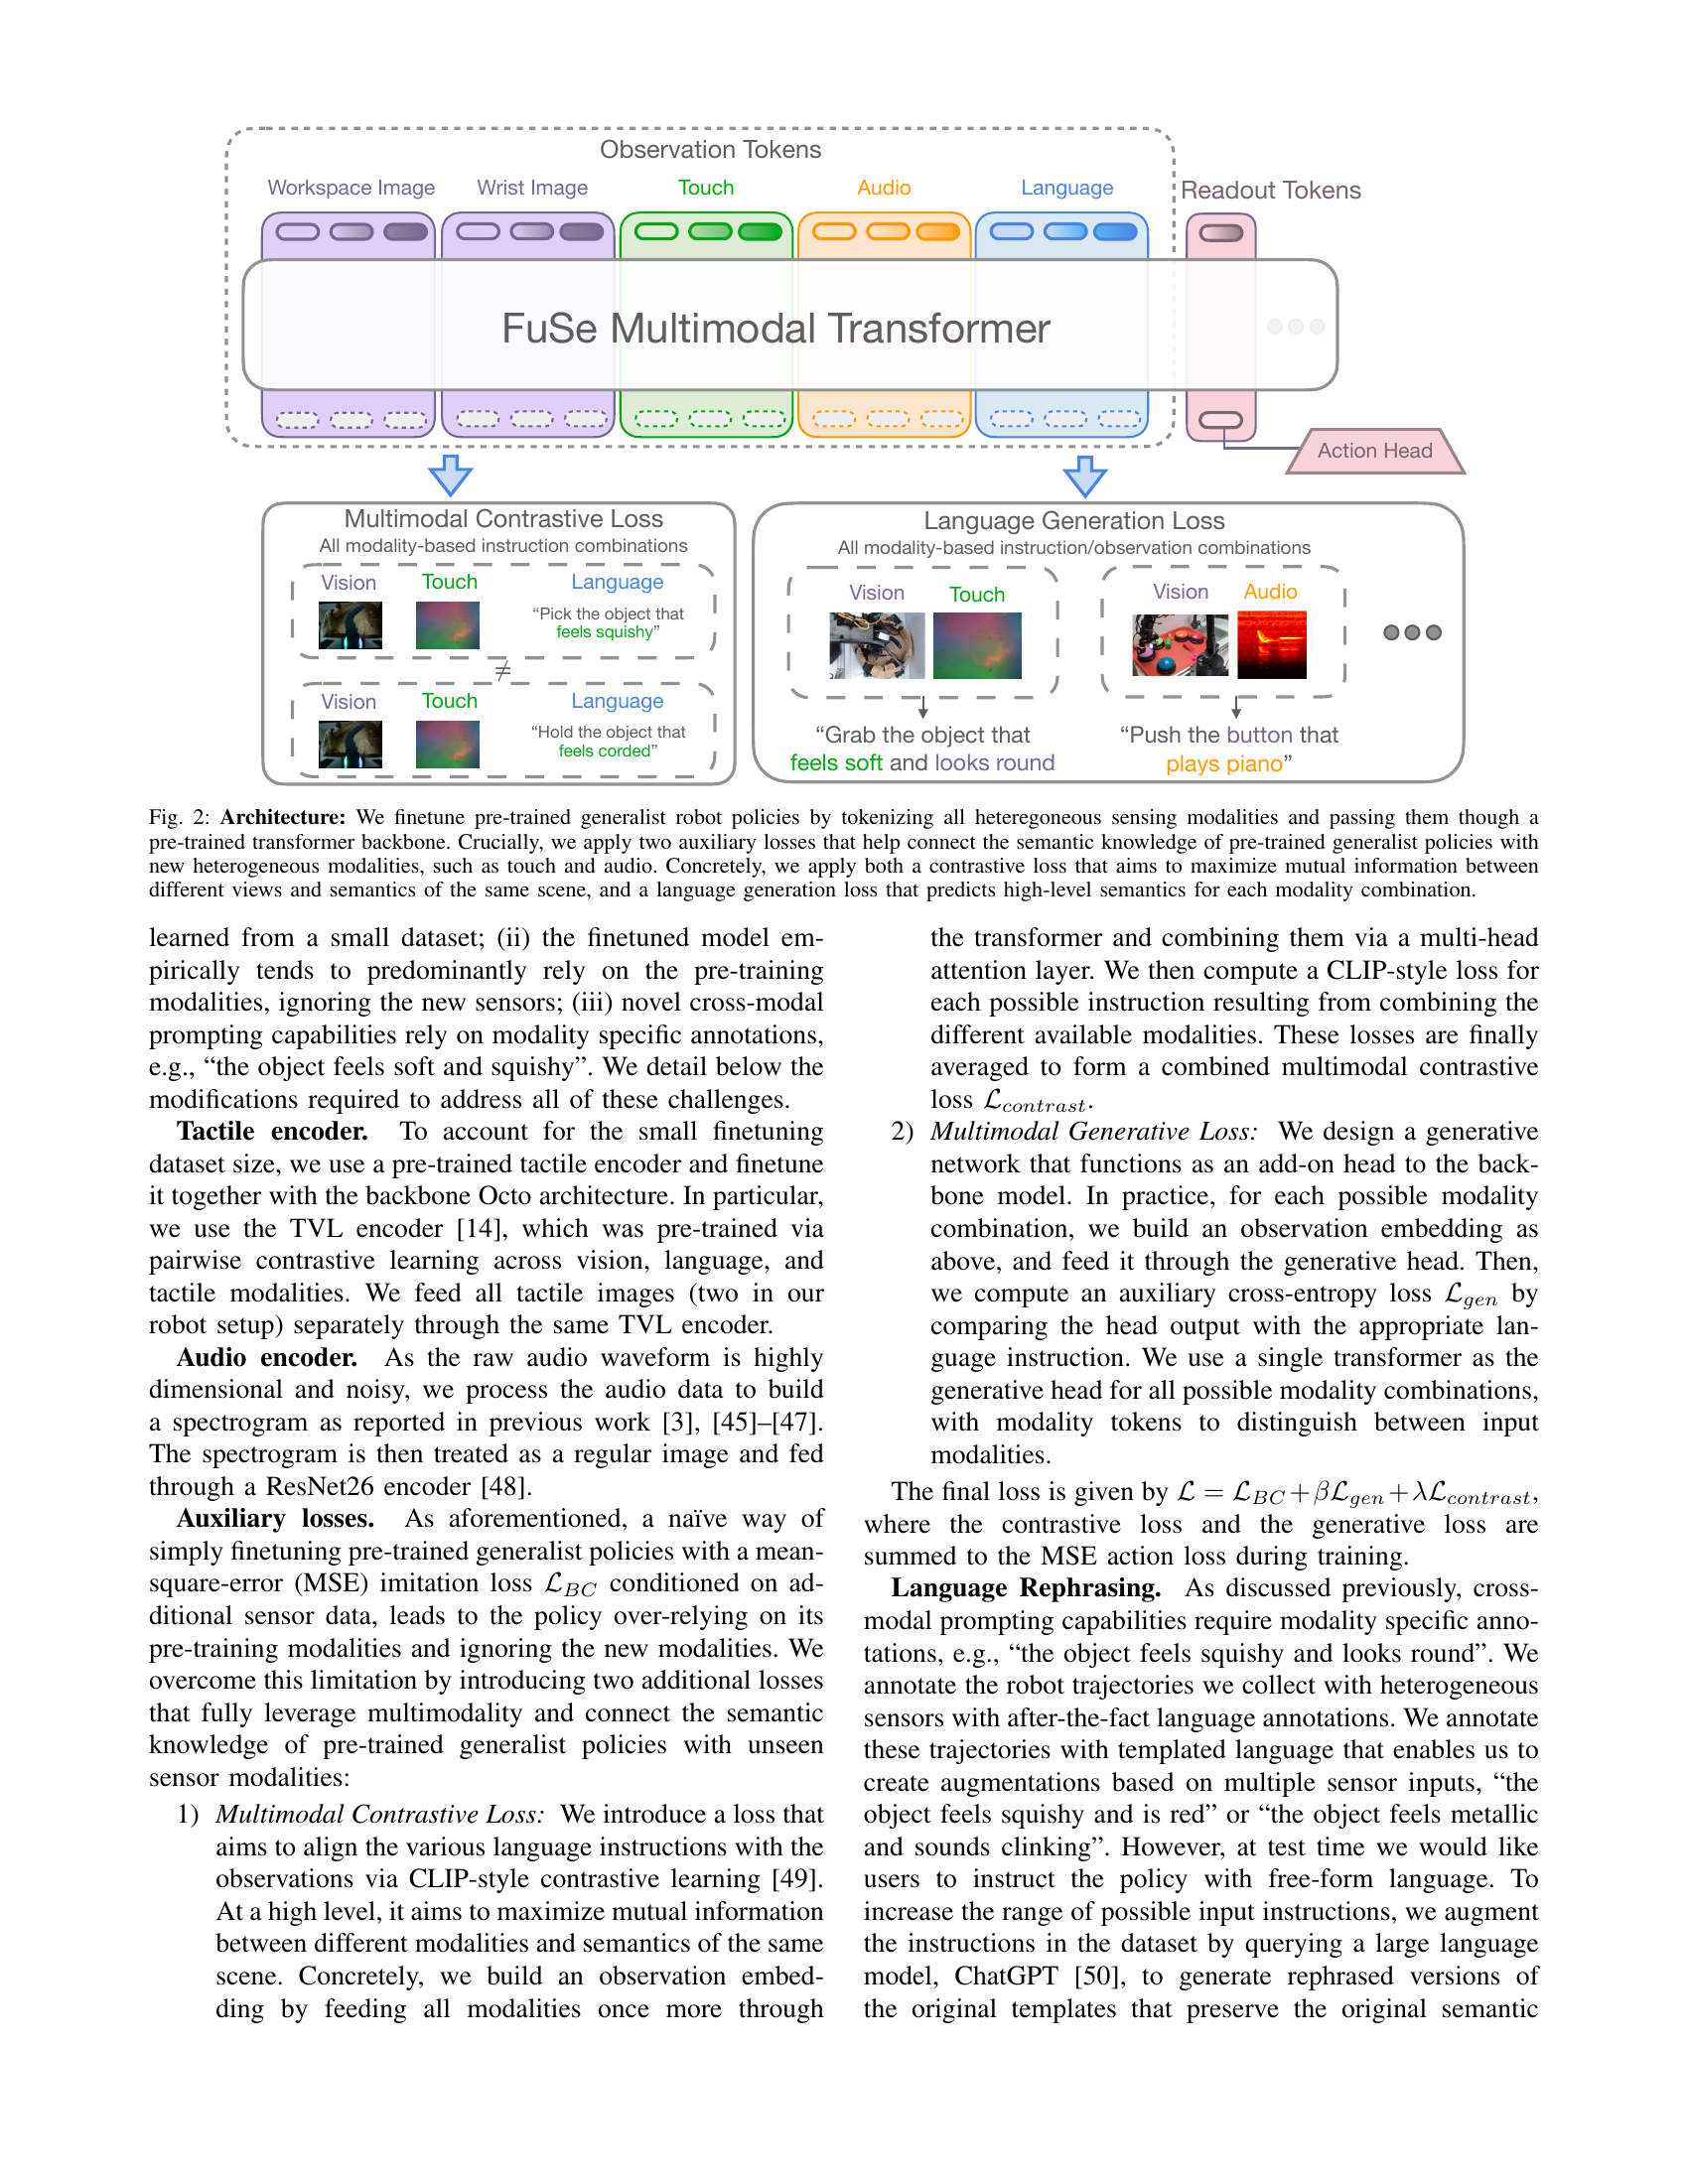 Observation Tokens
Workspace Image Wrist Image Touch Audio Language Readout Tokens
FuSe Multimodal Transformer
Action Head
Multimodal Contrastive Loss
All modality-based instruction combinations
Vision Touch Language
“Pick the object that
feels squishy”
≠
Vision Touch Language
“Hold the object that
feels corded”
Language Generation Loss
All modality-based instruction/observation combinations
Vision Touch
“Grab the object that
feels soft and looks round
Vision Audio
“Push the button that
plays piano”
Fig. 2: Architecture: We finetune pre-trained generalist robot policies by tokenizing all heteregoneous sensing modalities and passing them though a
pre-trained transformer backbone. Crucially, we apply two auxiliary losses that help connect the semantic knowledge of pre-trained generalist policies with
new heterogeneous modalities, such as touch and audio. Concretely, we apply both a contrastive loss that aims to maximize mutual information between
different views and semantics of the same scene, and a language generation loss that predicts high-level semantics for each modality combination.
learned from a small dataset; (ii) the finetuned model em-
pirically tends to predominantly rely on the pre-training
modalities, ignoring the new sensors; (iii) novel cross-modal
prompting capabilities rely on modality specific annotations,
e.g., “the object feels soft and squishy”. We detail below the
modifications required to address all of these challenges.
Tactile encoder. To account for the small finetuning
dataset size, we use a pre-trained tactile encoder and finetune
it together with the backbone Octo architecture. In particular,
we use the TVL encoder [14], which was pre-trained via
pairwise contrastive learning across vision, language, and
tactile modalities. We feed all tactile images (two in our
robot setup) separately through the same TVL encoder.
Audio encoder. As the raw audio waveform is highly
dimensional and noisy, we process the audio data to build
a spectrogram as reported in previous work [3], [45]–[47].
The spectrogram is then treated as a regular image and fed
through a ResNet26 encoder [48].
Auxiliary losses. As aforementioned, a naïve way of
simply finetuning pre-trained generalist policies with a mean-
square-error (MSE) imitation loss ℒBC conditioned on ad-
ditional sensor data, leads to the policy over-relying on its
pre-training modalities and ignoring the new modalities. We
overcome this limitation by introducing two additional losses
that fully leverage multimodality and connect the semantic
knowledge of pre-trained generalist policies with unseen
sensor modalities:
1) Multimodal Contrastive Loss: We introduce a loss that
aims to align the various language instructions with the
observations via CLIP-style contrastive learning [49].
At a high level, it aims to maximize mutual information
between different modalities and semantics of the same
scene. Concretely, we build an observation embed-
ding by feeding all modalities once more through
the transformer and combining them via a multi-head
attention layer. We then compute a CLIP-style loss for
each possible instruction resulting from combining the
different available modalities. These losses are finally
averaged to form a combined multimodal contrastive
loss ℒcontrast.
2) Multimodal Generative Loss: We design a generative
network that functions as an add-on head to the back-
bone model. In practice, for each possible modality
combination, we build an observation embedding as
above, and feed it through the generative head. Then,
we compute an auxiliary cross-entropy loss ℒgen by
comparing the head output with the appropriate lan-
guage instruction. We use a single transformer as the
generative head for all possible modality combinations,
with modality tokens to distinguish between input
modalities.
The final loss is given by ℒ = ℒBC+βℒgen+λℒcontrast,
where the contrastive loss and the generative loss are
summed to the MSE action loss during training.
Language Rephrasing. As discussed previously, cross-
modal prompting capabilities require modality specific anno-
tations, e.g., “the object feels squishy and looks round”. We
annotate the robot trajectories we collect with heterogeneous
sensors with after-the-fact language annotations. We annotate
these trajectories with templated language that enables us to
create augmentations based on multiple sensor inputs, “the
object feels squishy and is red” or “the object feels metallic
and sounds clinking”. However, at test time we would like
users to instruct the policy with free-form language. To
increase the range of possible input instructions, we augment
the instructions in the dataset by querying a large language
model, ChatGPT [50], to generate rephrased versions of
the original templates that preserve the original semantic